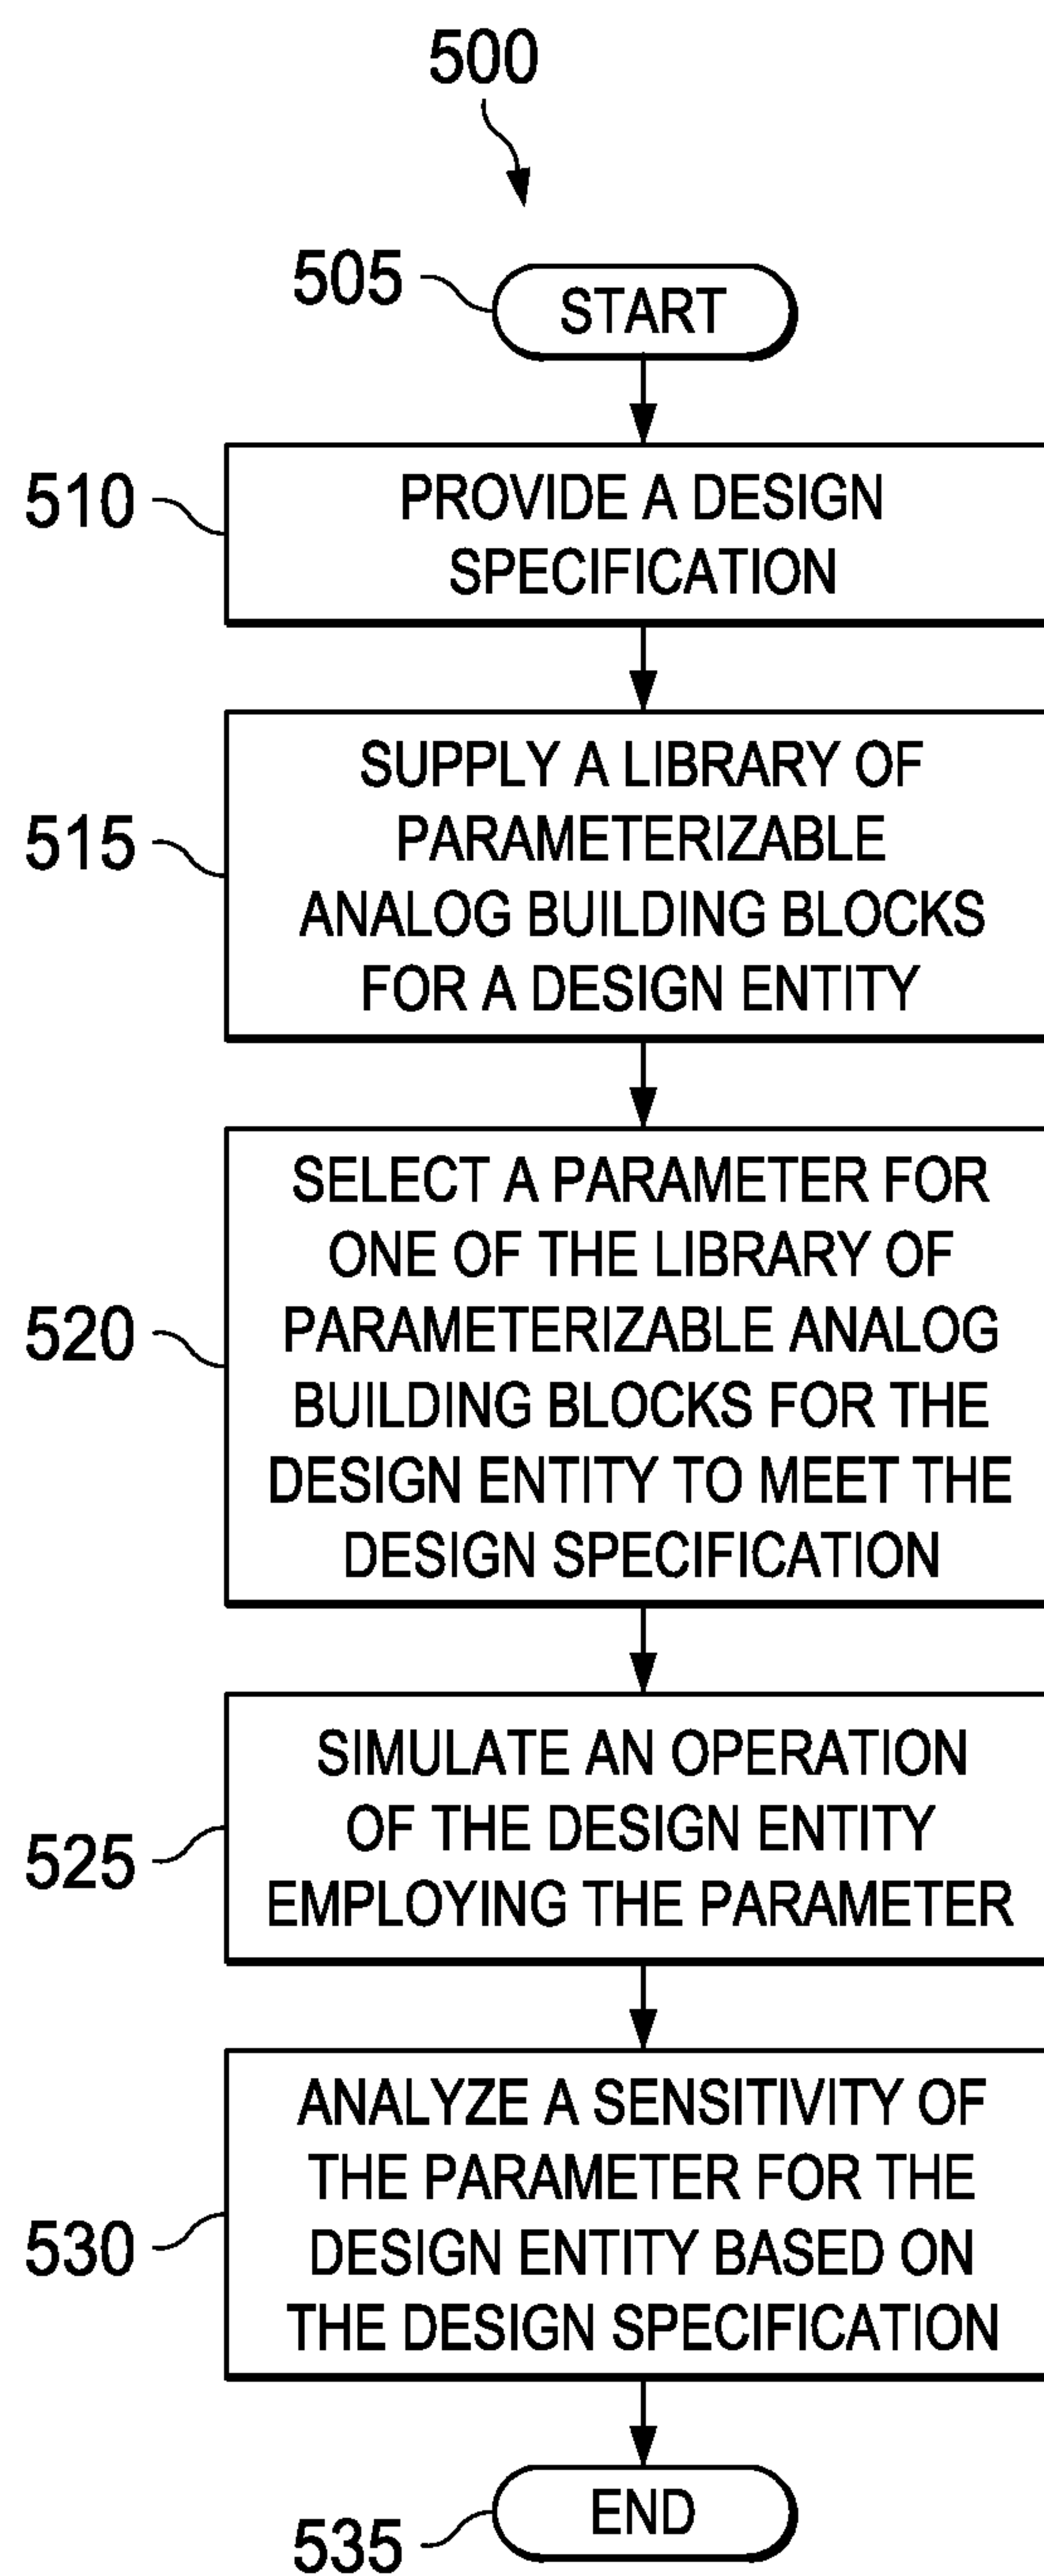 500
505
START
510
PROVIDE A DESIGN
SPECIFICATION
515
SUPPLY A LIBRARY OF
PARAMETERIZABLE
ANALOG BUILDING BLOCKS
FOR A DESIGN ENTITY
520
SELECT A PARAMETER FOR
ONE OF THE LIBRARY OF
PARAMETERIZABLE ANALOG
BUILDING BLOCKS FOR THE
DESIGN ENTITY TO MEET THE
DESIGN SPECIFICATION
525
SIMULATE AN OPERATION
OF THE DESIGN ENTITY
EMPLOYING THE PARAMETER
530
ANALYZE A SENSITIVITY OF
THE PARAMETER FOR THE
DESIGN ENTITY BASED ON
THE DESIGN SPECIFICATION
535
END